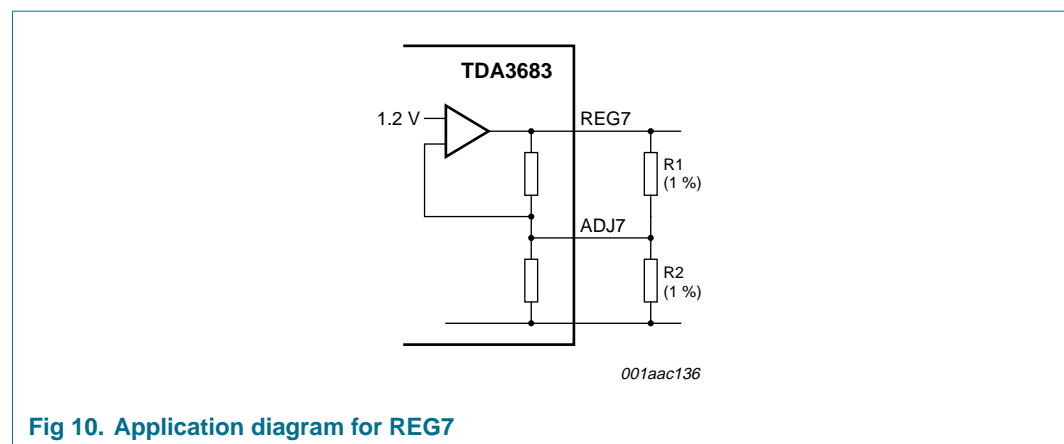 TDA3683
1.2 V
REG7
R1
(1 %)
ADJ7
R2
(1 %)
001aac136
Fig 10. Application diagram for REG7